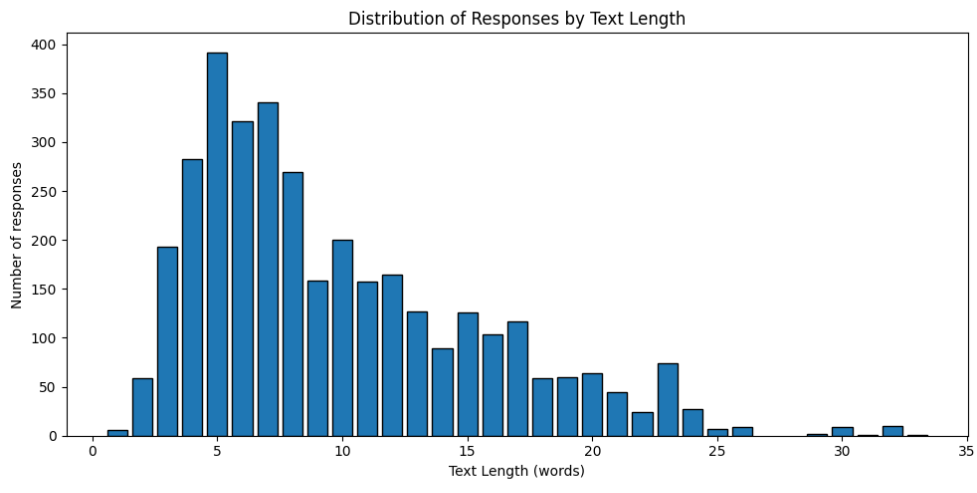 Distribution of Responses by Text Length
400
350
300
250
200
150
100
50
0
Number of responses
0 5 10 15 20 25 30 35
Text Length (words)